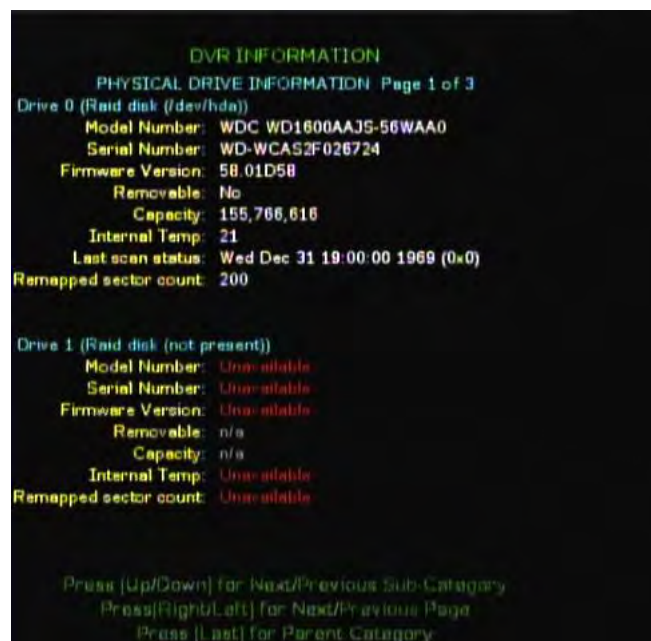 DVR INFORMATION
PHYSICAL DRIVE INFORMATION Page 1 of 3
Drive 0 (Raid disk (/dev/hda))
Model Number: WDC WD1600AAJS-56WAA0
Serial Number: WD-WCAS2F026724
Firmware Version: 58.01D58
Removable: No
Capacity: 155,766,616
Internal Temp: 21
Last scan status: Wed Dec 31 19:00:00 1969 (0x0)
Remapped sector count: 200
Drive 1 (Raid disk (not present))
Model Number: Unavailable
Serial Number: Unavailable
Firmware Version: Unavailable
Removable: n/a
Capacity: n/a
Internal Temp: Unavailable
Remapped sector count: Unavailable
Press [Up/Down] for Next/Previous Sub-Category
Press[Right/Left] for Next/Previous Page
Press [Last] for Parent Category